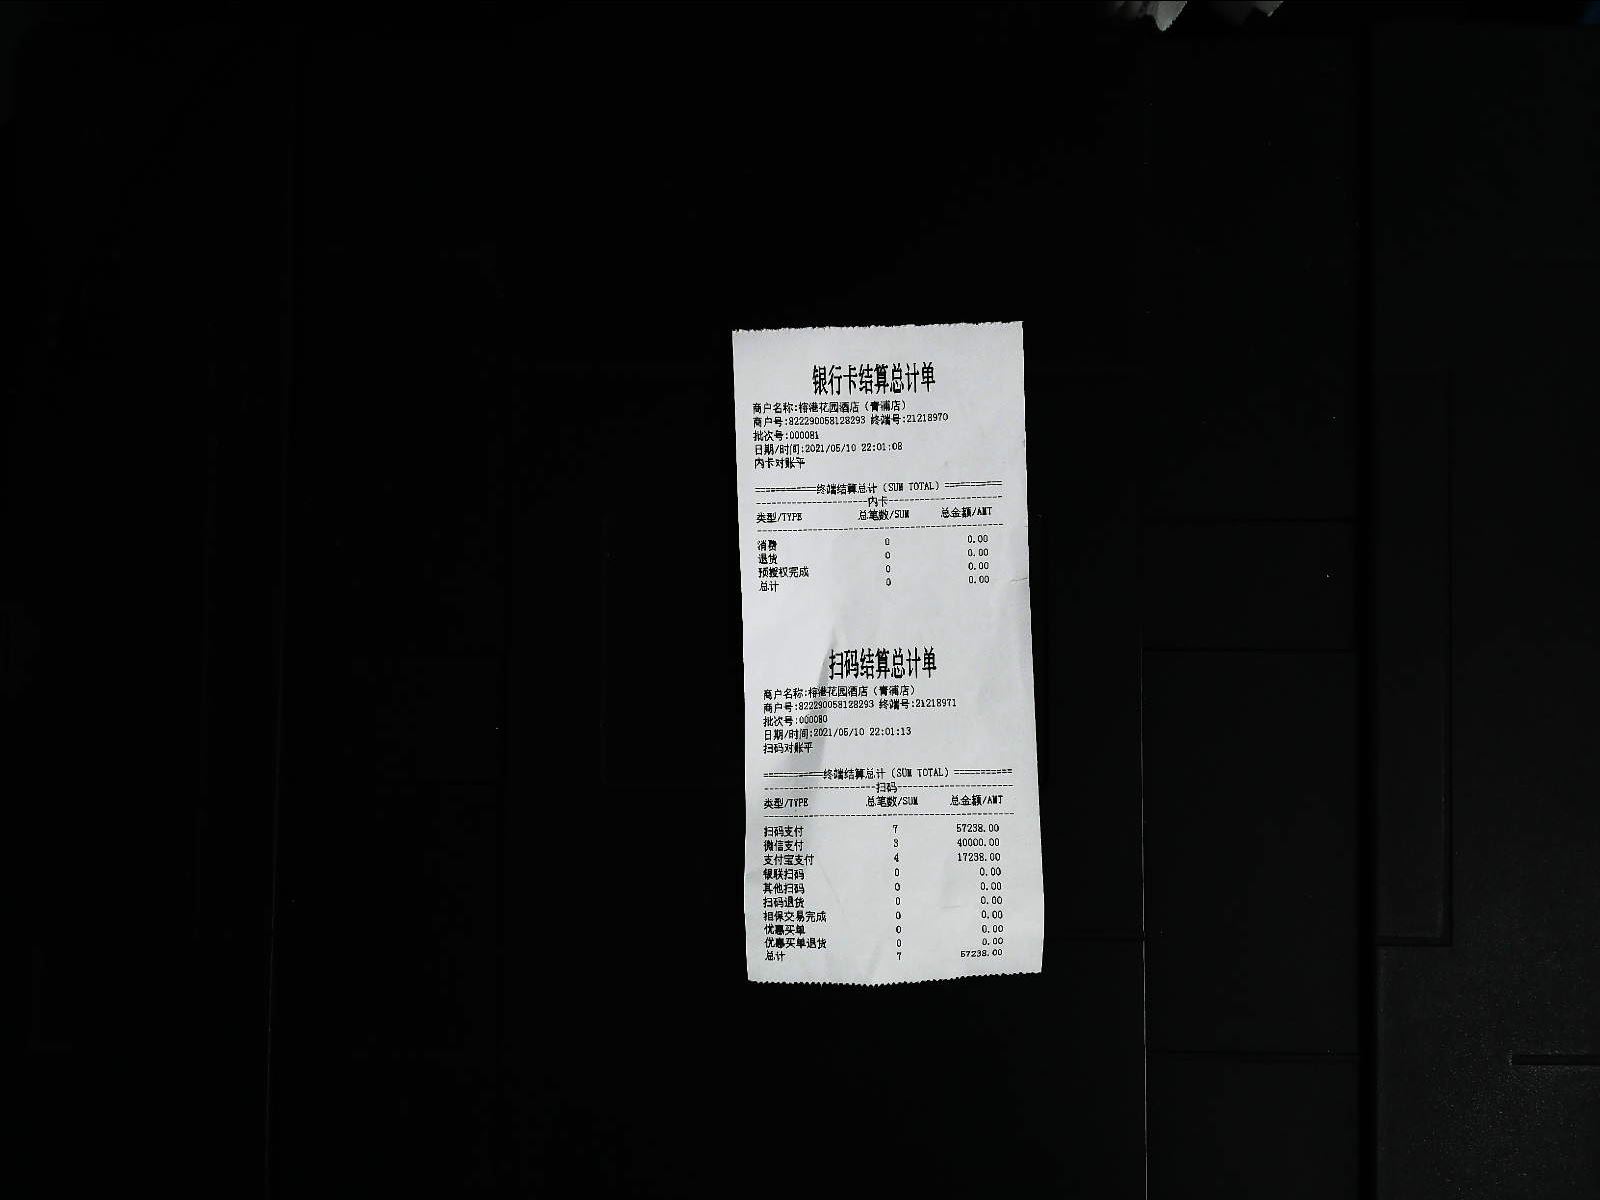 银行卡结算总计单
商户名称:榕港花园酒店（青浦店）
商户号:822290058128293 终端号:21218970
批次号:000081
日期/时间:2021/05/10 22:01:08
内卡对账平
============终端结算总计（SUM TOTAL）===========
----------------------内卡----------------------
类型/TYPE 总笔数/SUM 总金额/AMT
消费 0 0.00
退货 0 0.00
预授权完成 0 0.00
总计 0 0.00
扫码结算总计单
商户名称:榕港花园酒店（青浦店）
商户号:822290058128293 终端号:21218971
批次号:000080
日期/时间:2021/05/10 22:01:13
扫码对账平
============终端结算总计（SUM TOTAL）===========
----------------------扫码----------------------
类型/TYPE 总笔数/SUM 总金额/AMT
扫码支付 7 57238.00
微信支付 3 40000.00
支付宝支付 4 17238.00
银联扫码 0 0.00
其他扫码 0 0.00
扫码退货 0 0.00
担保交易完成 0 0.00
优惠买单 0 0.00
优惠买单退货 0 0.00
总计 7 57238.00